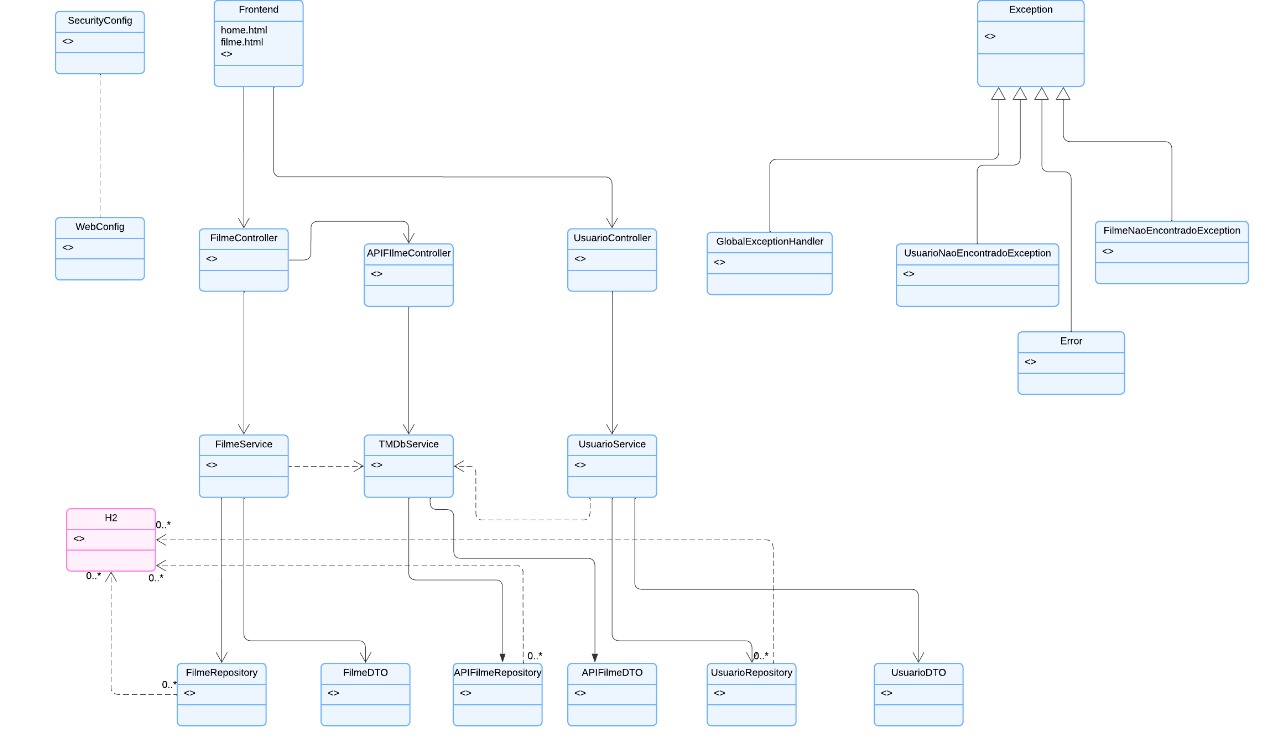 Frontend
home.html
filme.html
<>
Exception
<>
SecurityConfig
<>
WebConfig
<>
FilmeController
<>
APIFIlmeController
<>
UsuarioController
<>
GlobalExceptionHandler
<>
UsuarioNaoEncontradoException
<>
FilmeNaoEncontradoException
<>
Error
<>
FilmeService
<>
TMDbService
<>
UsuarioService
<>
H2
<>
0..*
0..*
0..*
0..*
0..*
0..*
FilmeRepository
<>
FilmeDTO
<>
APIFilmeRepository
<>
APIFilmeDTO
<>
UsuarioRepository
<>
UsuarioDTO
<>